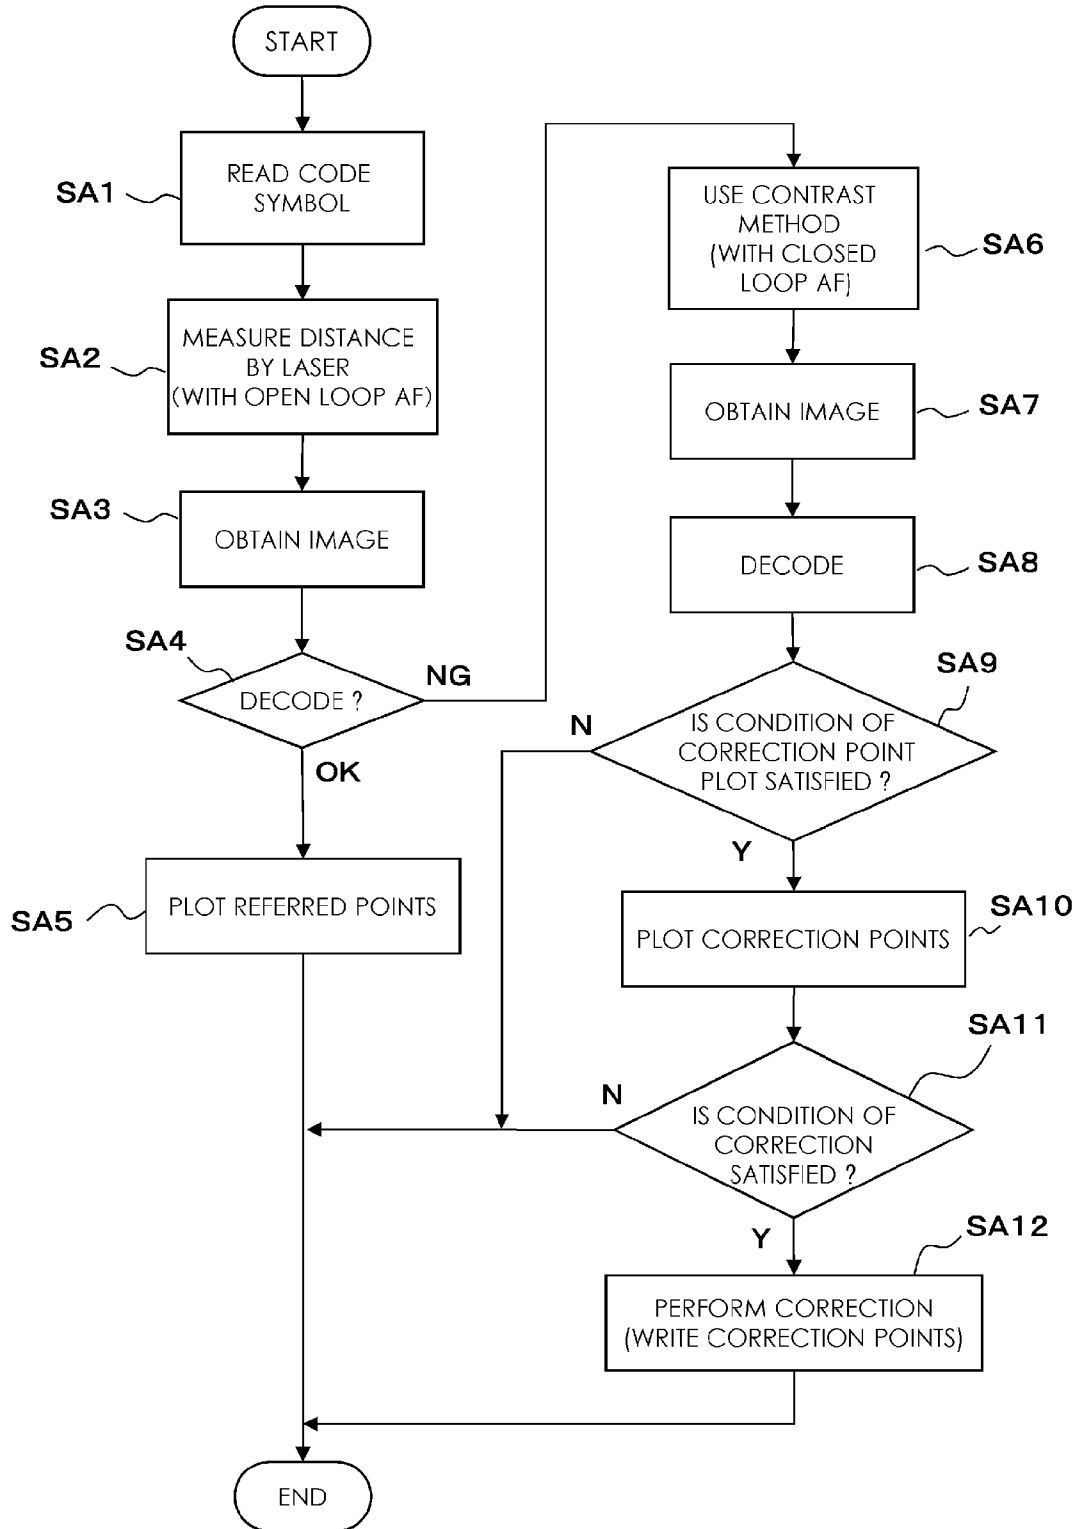 START
SA1
READ CODE
SYMBOL
SA2
MEASURE DISTANCE
BY LASER
(WITH OPEN LOOP AF)
SA3
OBTAIN IMAGE
SA4
DECODE ?
NG
OK
SA5
PLOT REFERRED POINTS
USE CONTRAST
METHOD
(WITH CLOSED
LOOP AF)
SA6
OBTAIN IMAGE
SA7
DECODE
SA8
SA9
N
IS CONDITION OF
CORRECTION POINT
PLOT SATISFIED ?
Y
PLOT CORRECTION POINTS
SA10
SA11
N
IS CONDITION OF
CORRECTION
SATISFIED ?
Y
SA12
PERFORM CORRECTION
(WRITE CORRECTION POINTS)
END